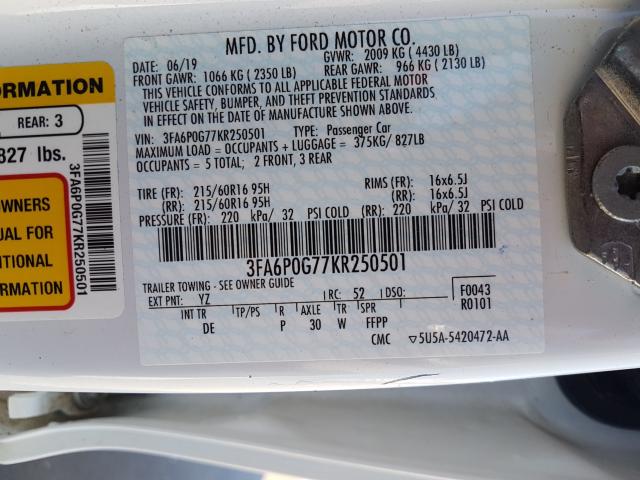 MFD. BY FORD MOTOR CO.
DATE: 06/19 GVWR: 2009 KG ( 4430 LB)
FRONT GAWR: 1066 KG ( 2350 LB) REAR GAWR: 966 KG ( 2130 LB)
THIS VEHICLE CONFORMS TO ALL APPLICABLE FEDERAL MOTOR
VEHICLE SAFETY, BUMPER, AND THEFT PREVENTION STANDARDS
IN EFFECT ON THE DATE OF MANUFACTURE SHOWN ABOVE.
VIN: 3FA6P0G77KR250501 TYPE: Passenger Car
MAXIMUM LOAD = OCCUPANTS + LUGGAGE = 375KG/ 827LB
OCCUPANTS = 5 TOTAL; 2 FRONT, 3 REAR
TIRE (FR): 215/60R16 95H RIMS (FR): 16x6.5J
(RR): 215/60R16 95H (RR): 16x6.5J
PRESSURE (FR): 220 kPa/ 32 PSI COLD (RR): 220 kPa/ 32 PSI COLD
3FA6P0G77KR250501
TRAILER TOWING - SEE OWNER GUIDE
EXT PNT: YZ RC: 52 DSO: F0043
INT TR TP/PS R AXLE TR SPR R0101
DE P 30 W FFPP
CMC ▽5U5A-5420472-AA
FORMATION
REAR: 3
827 lbs.
OWNERS
UAL FOR
ITIONAL
FORMATION
3FA6P0G77KR250501